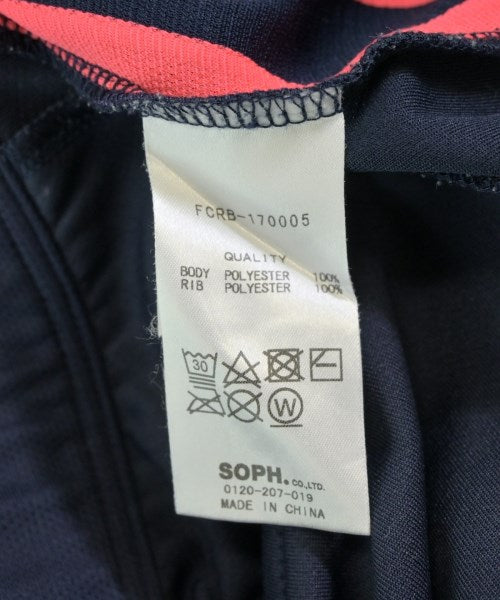 FCRB-170005
QUALITY
BODY POLYESTER 100%
RIB POLYESTER 100%
30
W
SOPH. CO.,LTD.
0120-207-019
MADE IN CHINA